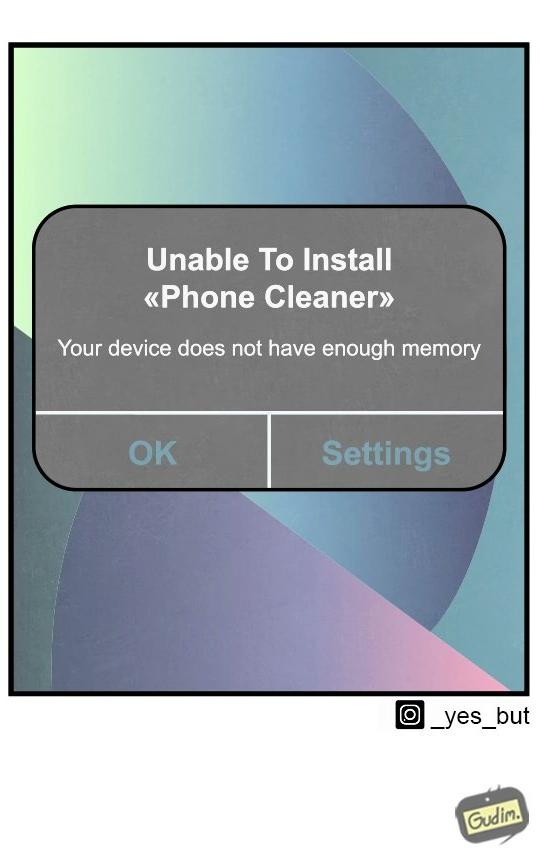 Unable To Install
«Phone Cleaner»
Your device does not have enough memory
OK
Settings
_yes_but
Gudim.